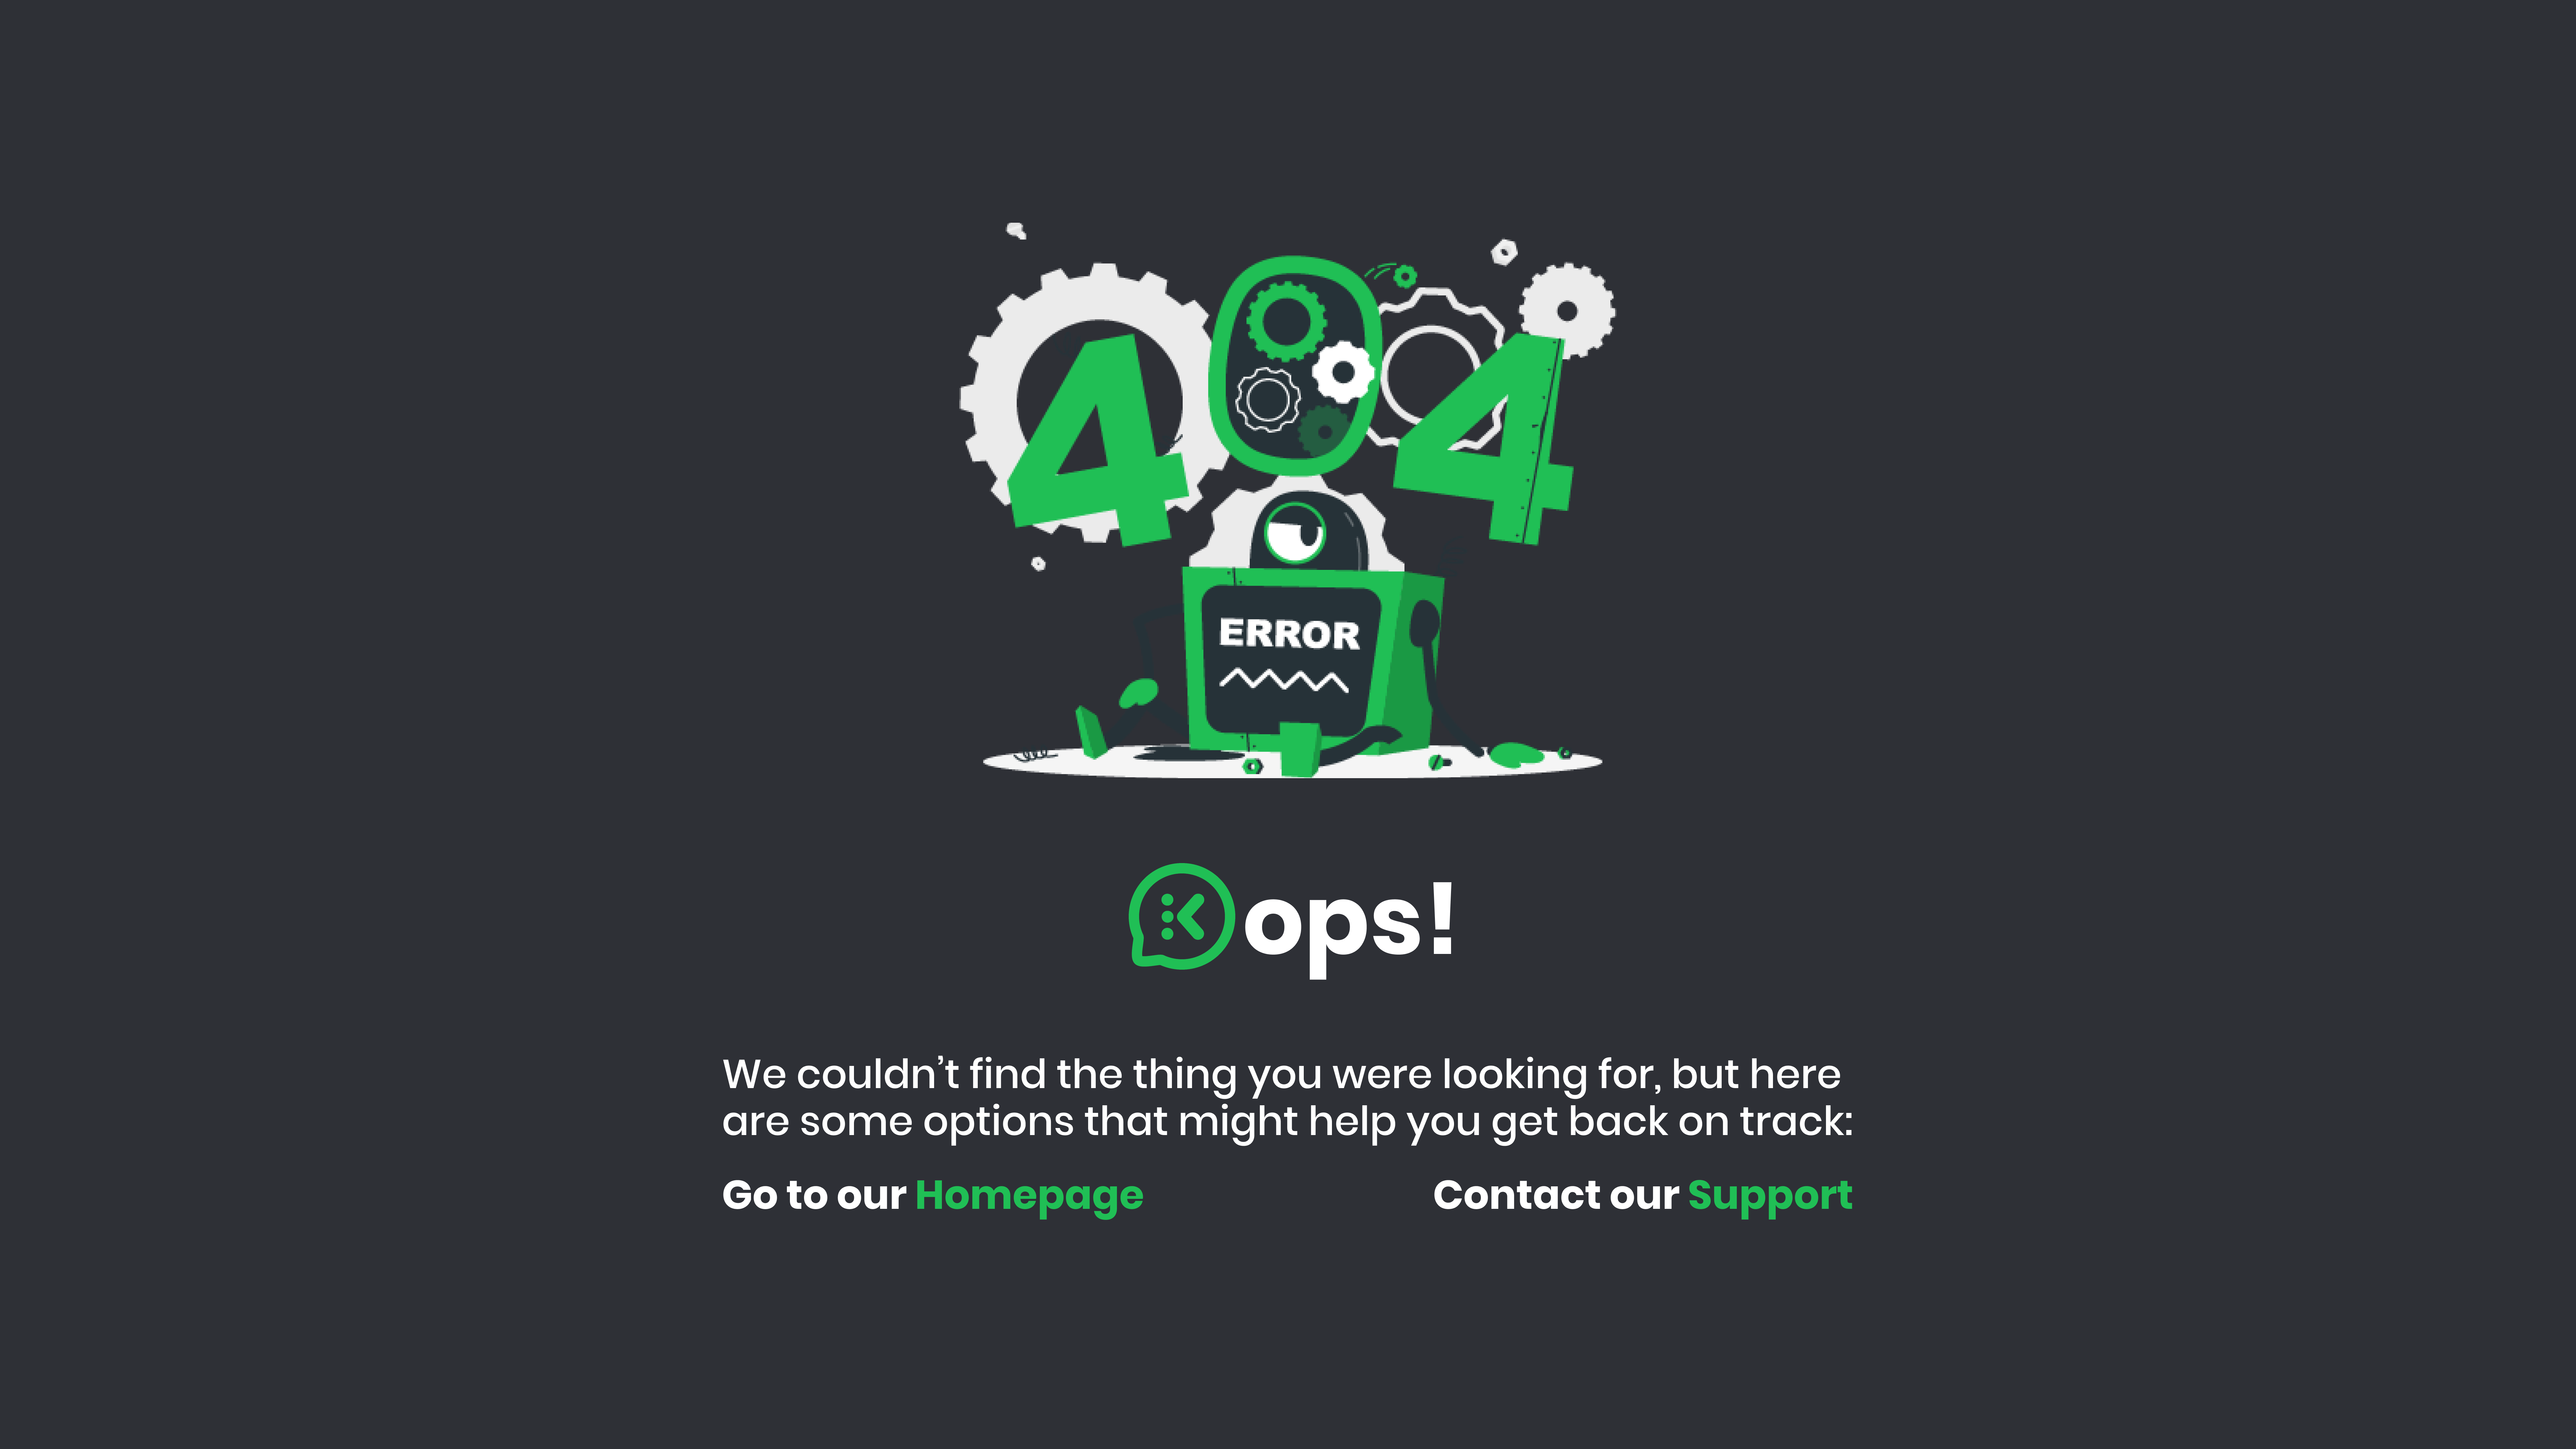 404
ERROR
Kops!
We couldn’t find the thing you were looking for, but here
are some options that might help you get back on track:
Go to our Homepage
Contact our Support